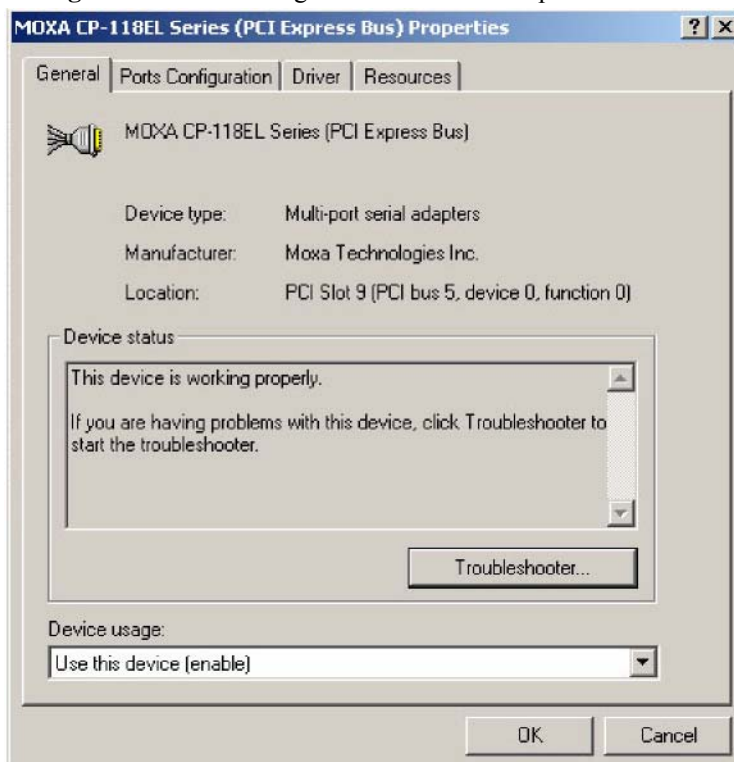 MOXA CP-118EL Series (PCI Express Bus) Properties
General
Ports Configuration
Driver
Resources
MOXA CP-118EL Series (PCI Express Bus)
Device type: Multi-port serial adapters
Manufacturer: Moxa Technologies Inc.
Location: PCI Slot 9 (PCI bus 5, device 0, function 0)
Device status
This device is working properly.
If you are having problems with this device, click Troubleshooter to
start the troubleshooter.
Troubleshooter...
Device usage:
Use this device (enable)
OK
Cancel